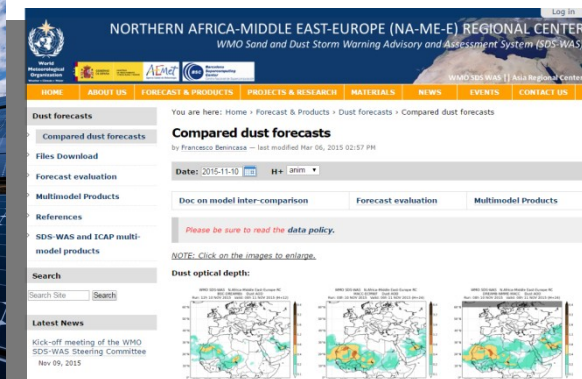 Log in
NORTHERN AFRICA-MIDDLE EAST-EUROPE (NA-ME-E) REGIONAL CENTER
WMO Sand and Dust Storm Warning Advisory and Assessment System (SDS-WAS)
World
Meteorological
Organization
AEMet
BSC
Barcelona
Supercomputing
Center
WMO SDS WAS || Asia Regional Center
HOME ABOUT US FORECAST & PRODUCTS PROJECTS & RESEARCH MATERIALS NEWS EVENTS CONTACT US
You are here: Home › Forecast & Products › Dust forecasts › Compared dust forecasts
Dust forecasts
Compared dust forecasts
Files Download
Forecast evaluation
Multimodel Products
References
SDS-WAS and ICAP multi-
model products
Search
Search Site Search
Latest News
Kick-off meeting of the WMO
SDS-WAS Steering Committee
Nov 09, 2015
Compared dust forecasts
by Francesco Benincasa — last modified Mar 06, 2015 02:57 PM
Date: 2015-11-10 H+ anim
Doc on model inter-comparison Forecast evaluation Multimodel Products
Please be sure to read the data policy.
NOTE: Click on the images to enlarge.
Dust optical depth: